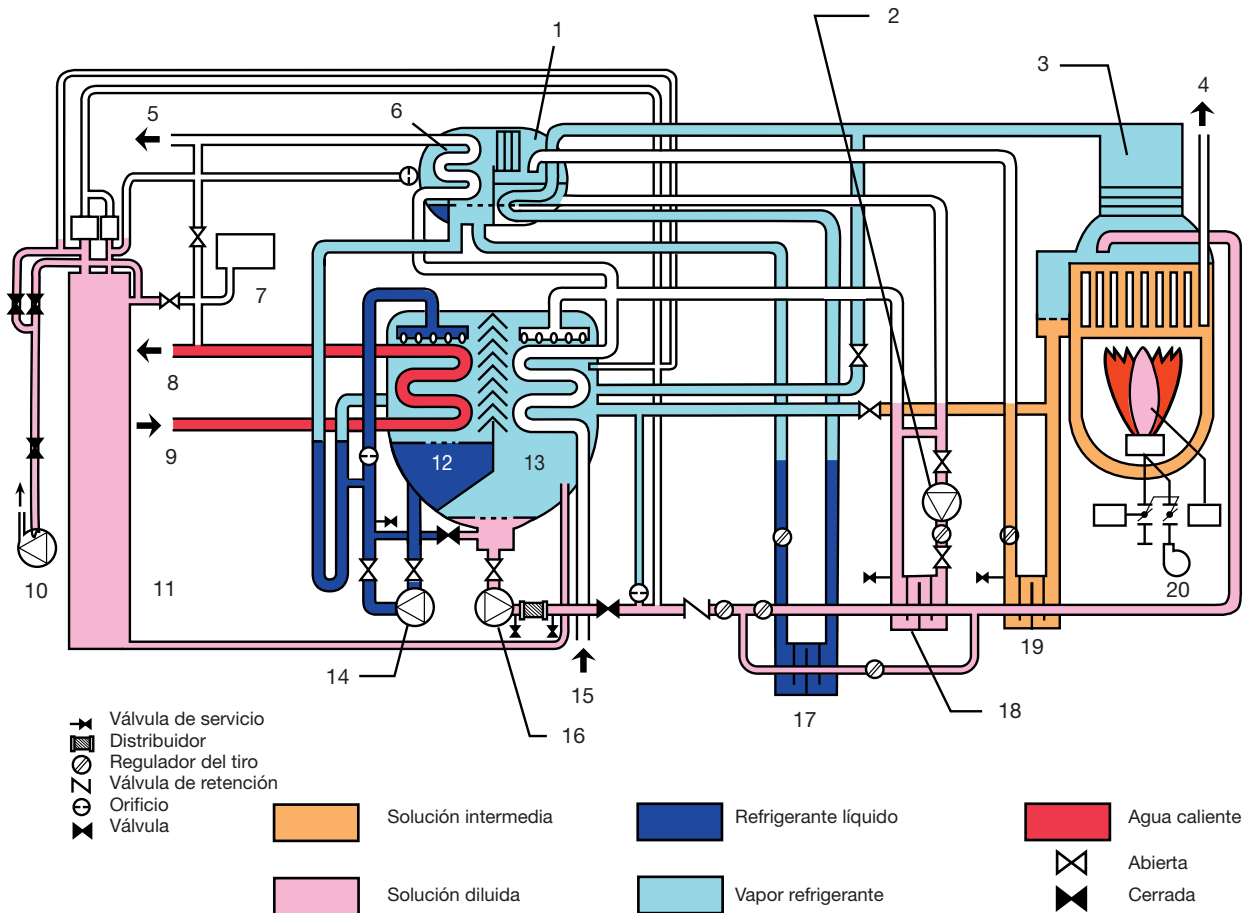 1
2
3
4
5
6
7
8
9
10
11
12
13
14
15
16
17
18
19
20
Válvula de servicio
Distribuidor
Regulador del tiro
Válvula de retención
Orificio
Válvula
Solución intermedia
Solución diluida
Refrigerante líquido
Vapor refrigerante
Agua caliente
Abierta
Cerrada